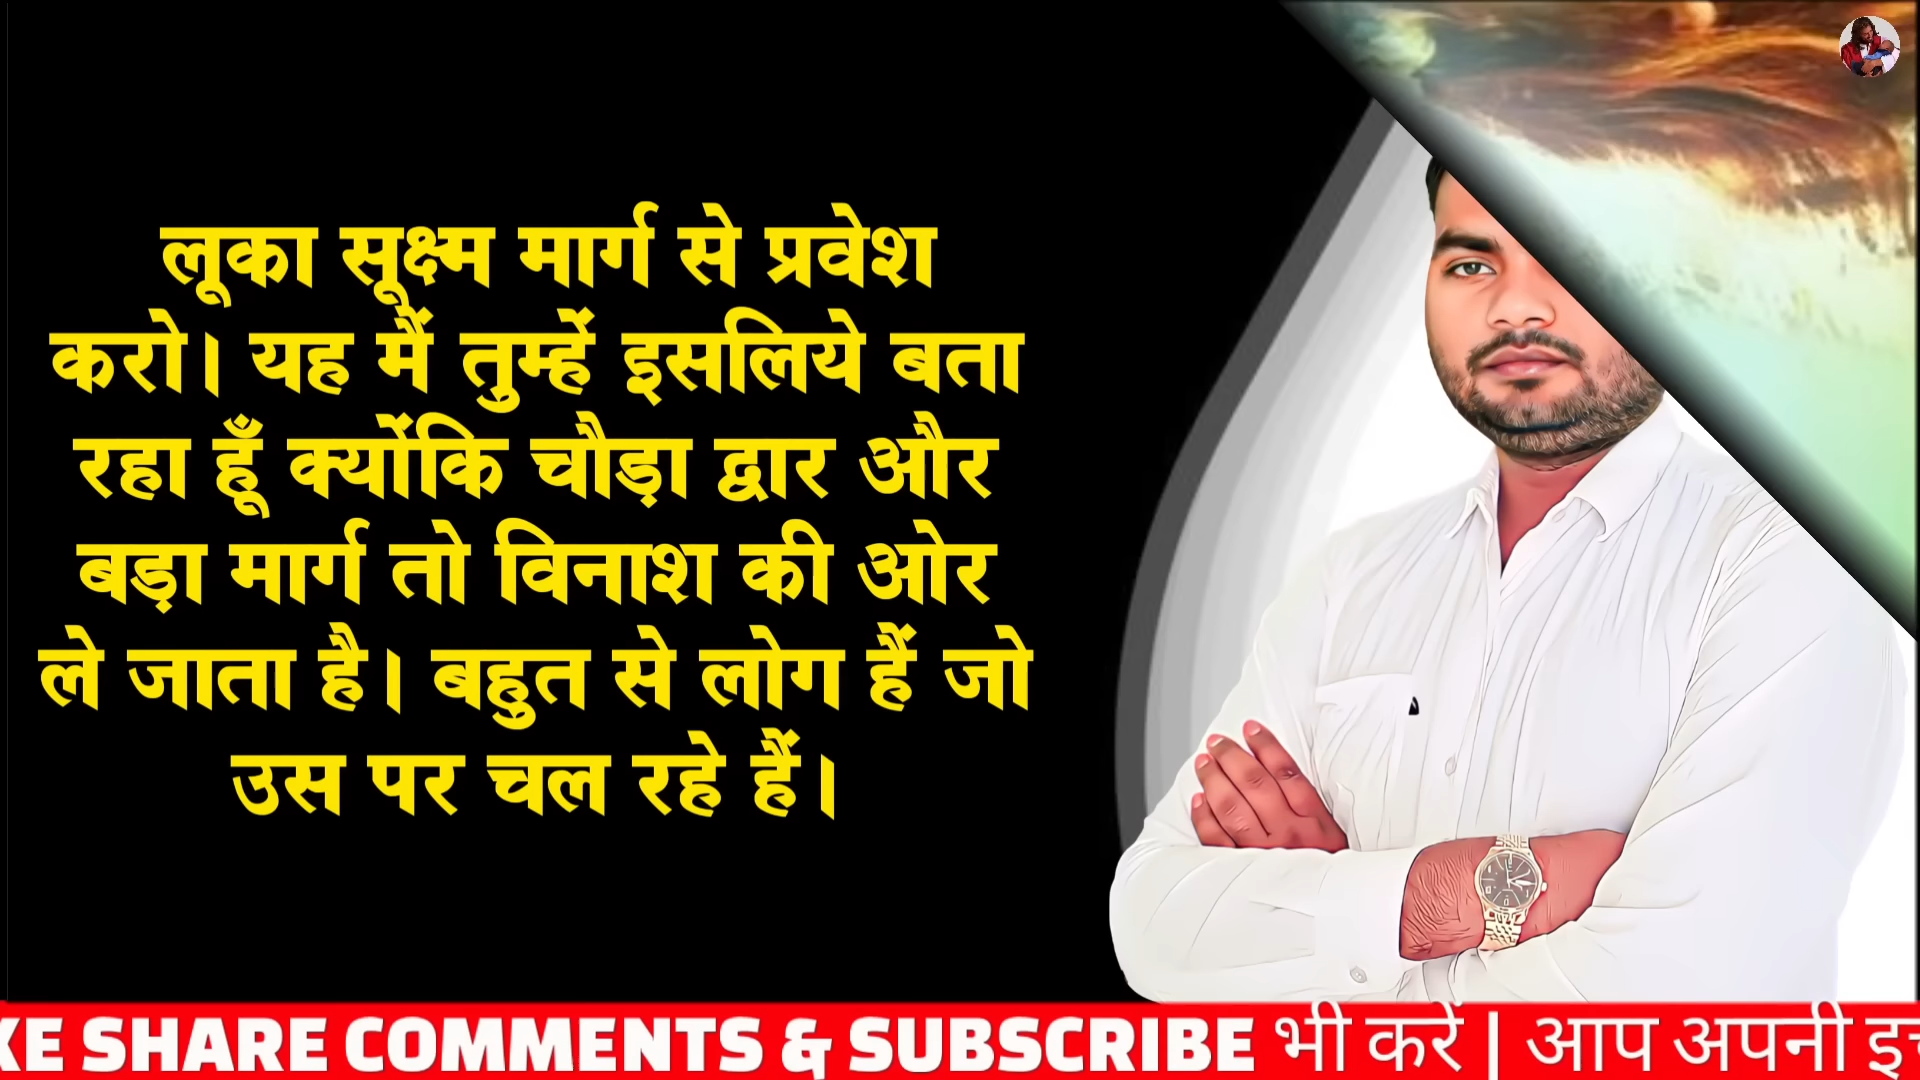 लूका सूक्ष्म मार्ग से प्रवेश
करो। यह मैं तुम्हें इसलिये बता
रहा हूँ क्योंकि चौड़ा द्वार और
बड़ा मार्ग तो विनाश की ओर
ले जाता है। बहुत से लोग हैं जो
उस पर चल रहे हैं।
KE SHARE COMMENTS & SUBSCRIBE भी करें | आप अपनी